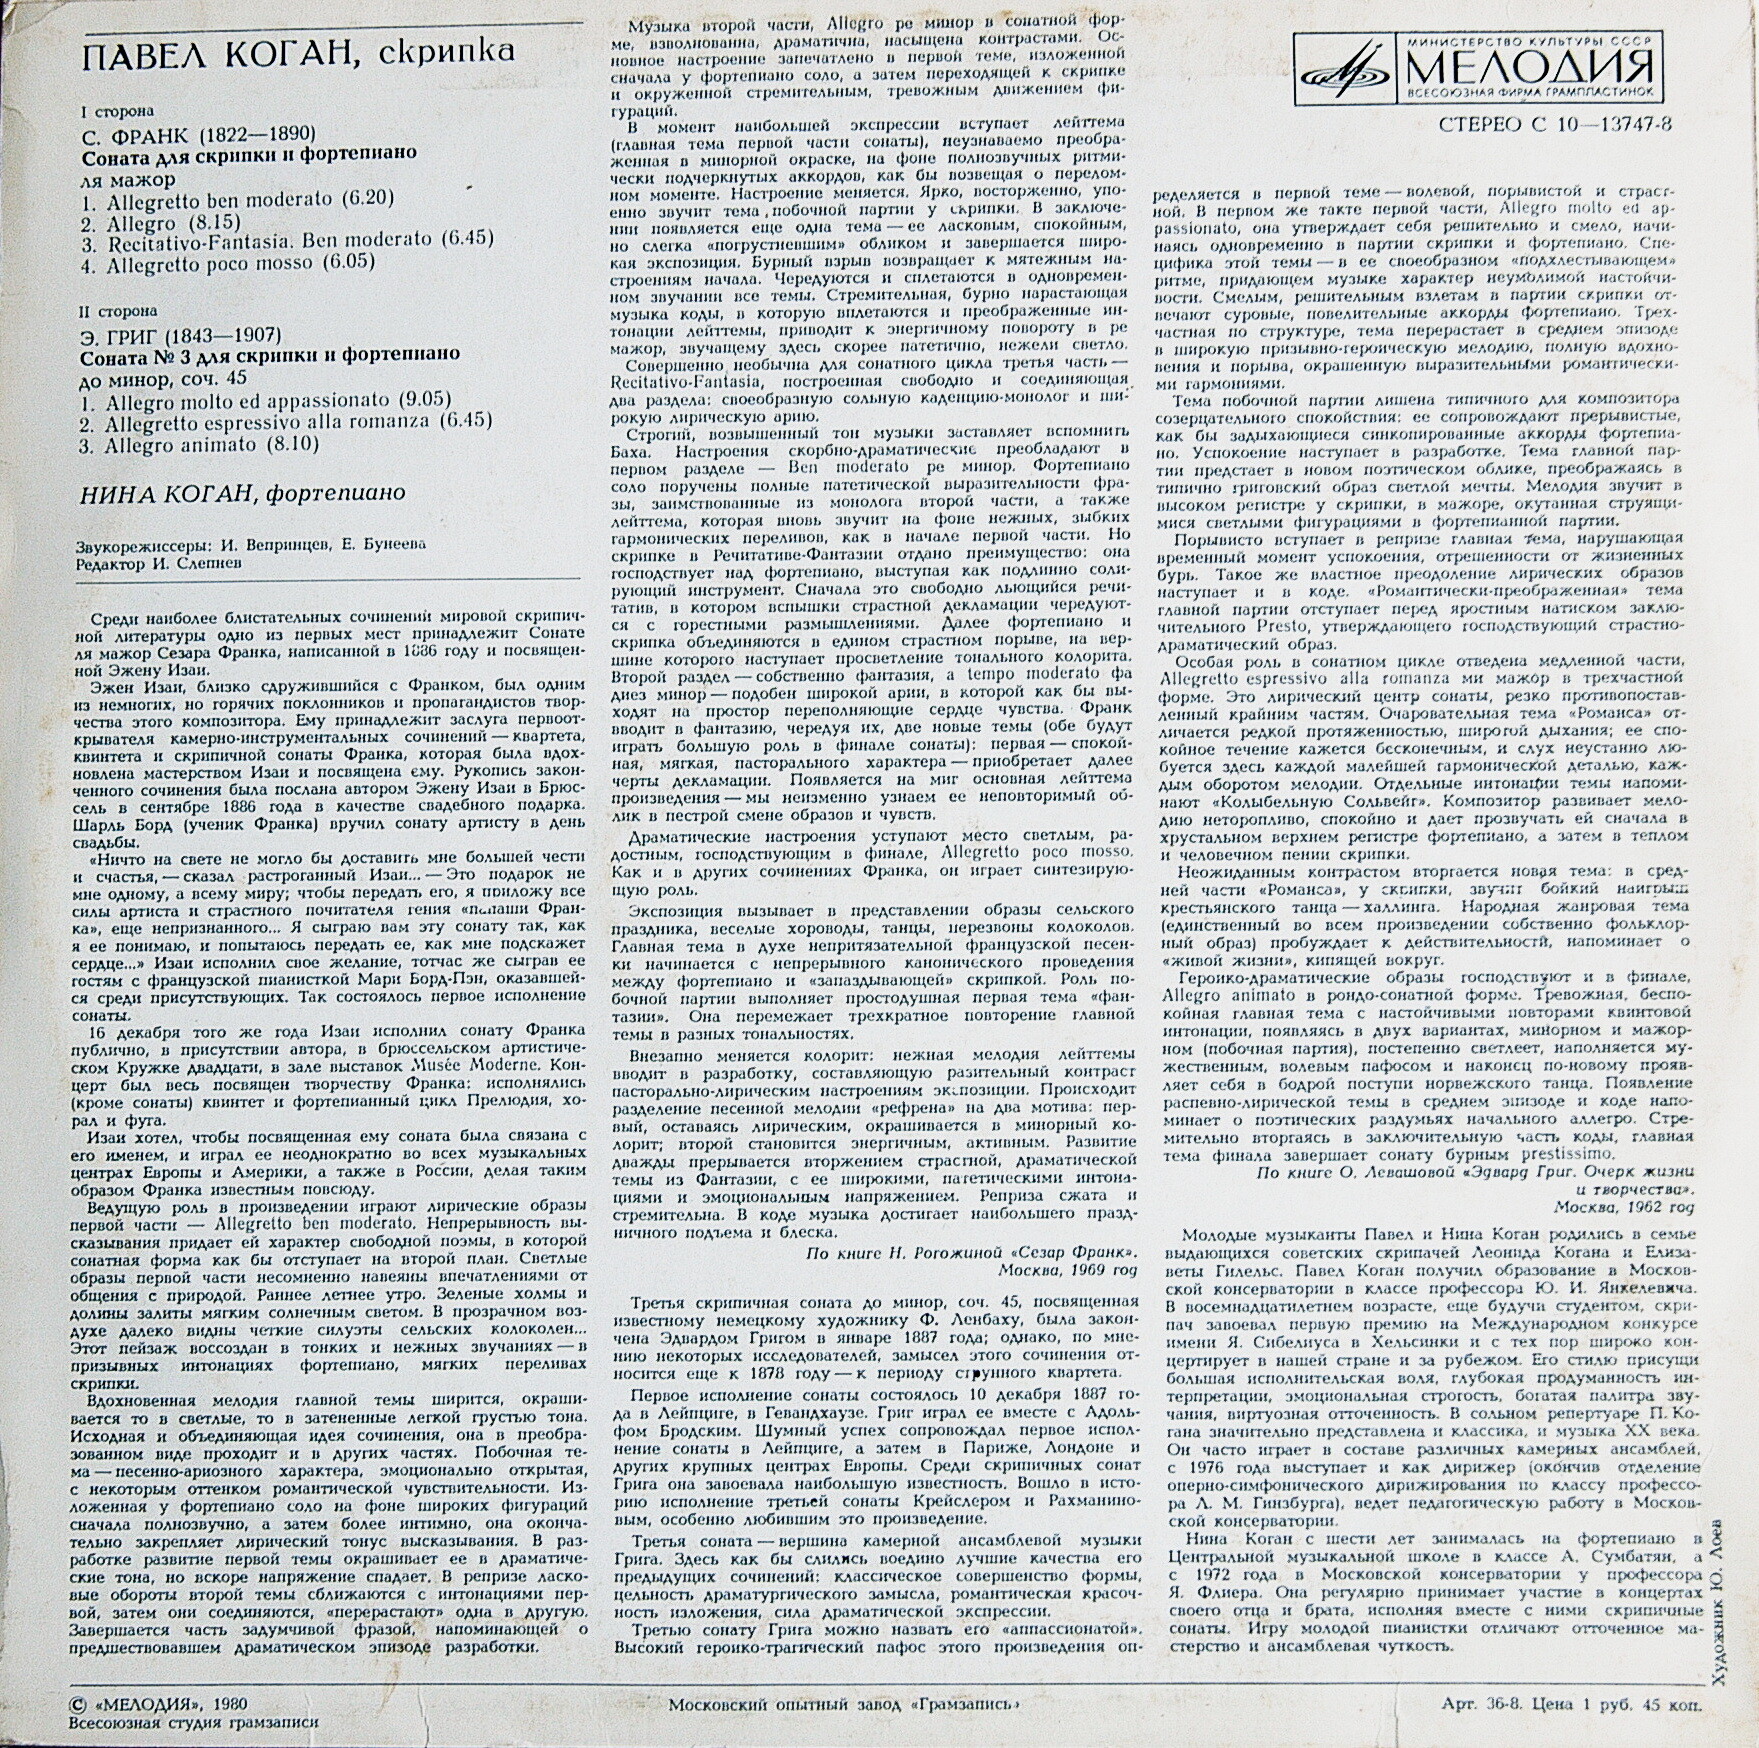 ПАВЕЛ КОГАН, скрипка
I сторона
С. ФРАНК (1822—1890)
Соната для скрипки и фортепиано
ля мажор
1. Allegretto ben moderato (6.20)
2. Allegro (8.15)
3. Recitativo-Fantasia. Ben moderato (6.45)
4. Allegretto poco mosso (6.05)
II сторона
Э. ГРИГ (1843—1907)
Соната № 3 для скрипки и фортепиано
до минор, соч. 45
1. Allegro molto ed appassionato (9.05)
2. Allegretto espressivo alla romanza (6.45)
3. Allegro animato (8.10)
НИНА КОГАН, фортепиано
Звукорежиссеры: И. Вепринцев, Е. Бунеева
Редактор И. Слепнев
Среди наиболее блистательных сочинений мировой скрипич-
ной литературы одно из первых мест принадлежит Сонате
ля мажор Сезара Франка, написанной в 1886 году и посвящен-
ной Эжену Изаи.
Эжен Изаи, близко сдружившийся с Франком, был одним
из немногих, но горячих поклонников и пропагандистов твор-
чества этого композитора. Ему принадлежит заслуга первоот-
крывателя камерно-инструментальных сочинений — квартета,
квинтета и скрипичной сонаты Франка, которая была вдох-
новлена мастерством Изаи и посвящена ему. Рукопись закон-
ченного сочинения была послана автором Эжену Изаи в Брюс-
сель в сентябре 1886 года в качестве свадебного подарка.
Шарль Борд (ученик Франка) вручил сонату артисту в день
свадьбы.
«Ничто на свете не могло бы доставить мне большей чести
и счастья, — сказал растроганный Изаи... — Это подарок не
мне одному, а всему миру; чтобы передать его, я приложу все
силы артиста и страстного почитателя гения «папаши Фран-
ка», еще непризнанного... Я сыграю вам эту сонату так, как
я ее понимаю, и попытаюсь передать ее, как мне подскажет
сердце...» Изаи исполнил свое желание, тотчас же сыграв ее
гостям с французской пианисткой Мари Борд-Пэн, оказавшей-
ся среди присутствующих. Так состоялось первое исполнение
сонаты.
16 декабря того же года Изаи исполнил сонату Франка
публично, в присутствии автора, в брюссельском артистиче-
ском Кружке двадцати, в зале выставок Musée Moderne. Кон-
церт был весь посвящен творчеству Франка: исполнялись
(кроме сонаты) квинтет и фортепианный цикл Прелюдия, хо-
рал и фуга.
Изаи хотел, чтобы посвященная ему соната была связана с
его именем, и играл ее неоднократно во всех музыкальных
центрах Европы и Америки, а также в России, делая таким
образом Франка известным повсюду.
Ведущую роль в произведении играют лирические образы
первой части — Allegretto ben moderato. Непрерывность вы-
сказывания придает ей характер свободной поэмы, в которой
сонатная форма как бы отступает на второй план. Светлые
образы первой части несомненно навеяны впечатлениями от
общения с природой. Раннее летнее утро. Зеленые холмы и
долины залиты мягким солнечным светом. В прозрачном воз-
духе далеко видны четкие силуэты сельских колоколен...
Этот пейзаж воссоздан в тонких и нежных звучаниях — в
призывных интонациях фортепиано, мягких переливах
скрипки.
Вдохновенная мелодия главной темы ширится, окраши-
вается то в светлые, то в затененные легкой грустью тона.
Исходная и объединяющая идея сочинения, она в преобра-
зованном виде проходит и в других частях. Побочная те-
ма — песенно-ариозного характера, эмоционально открытая,
с некоторым оттенком романтической чувствительности. Из-
ложенная у фортепиано соло на фоне широких фигураций
сначала полнозвучно, а затем более интимно, она оконча-
тельно закрепляет лирический тонус высказывания. В раз-
работке развитие первой темы окрашивает ее в драматиче-
ские тона, но вскоре напряжение спадает. В репризе ласко-
вые обороты второй темы сближаются с интонациями пер-
вой, затем они соединяются, «перерастают» одна в другую.
Завершается часть задумчивой фразой, напоминающей о
предшествовавшем драматическом эпизоде разработки.
Музыка второй части, Allegro ре минор в сонатной фор-
ме, взволнованна, драматична, насыщена контрастами. Ос-
новное настроение запечатлено в первой теме, изложенной
сначала у фортепиано соло, а затем переходящей к скрипке
и окруженной стремительным, тревожным движением фи-
гураций.
В момент наибольшей экспрессии вступает лейттема
(главная тема первой части сонаты), неузнаваемо преобра-
женная в минорной окраске, на фоне полнозвучных ритми-
чески подчеркнутых аккордов, как бы возвещая о перелом-
ном моменте. Настроение меняется. Ярко, восторженно, упо-
енно звучит тема побочной партии у скрипки. В заключе-
нии появляется еще одна тема — ее ласковым, спокойным,
но слегка «погрустневшим» обликом и завершается широ-
кая экспозиция. Бурный взрыв возвращает к мятежным на-
строениям начала. Чередуются и сплетаются в одновремен-
ном звучании все темы. Стремительная, бурно нарастающая
музыка коды, в которую вплетаются и преображенные ин-
тонации лейттемы, приводит к энергичному повороту в ре
мажор, звучащему здесь скорее патетично, нежели светло.
Совершенно необычна для сонатного цикла третья часть —
Recitativo-Fantasia, построенная свободно и соединяющая
два раздела: своеобразную сольную каденцию-монолог и ши-
рокую лирическую арию.
Строгий, возвышенный тон музыки заставляет вспомнить
Баха. Настроения скорбно-драматические преобладают в
первом разделе — Ben moderato ре минор. Фортепиано
соло поручены полные патетической выразительности фра-
зы, заимствованные из монолога второй части, а также
лейттема, которая вновь звучит на фоне нежных, зыбких
гармонических переливов, как в начале первой части. Но
скрипке в Речитативе-Фантазии отдано преимущество: она
господствует над фортепиано, выступая как подлинно соли-
рующий инструмент. Сначала это свободно льющийся речи-
татив, в котором вспышки страстной декламации чередуют-
ся с горестными размышлениями. Далее фортепиано и
скрипка объединяются в едином страстном порыве, на вер-
шине которого наступает просветление тонального колорита.
Второй раздел — собственно фантазия, a tempo moderato фа
диез минор — подобен широкой арии, в которой как бы вы-
ходят на простор переполняющие сердце чувства. Франк
вводит в фантазию, чередуя их, две новые темы (обе будут
играть большую роль в финале сонаты): первая — спокой-
ная, мягкая, пасторального характера — приобретает далее
черты декламации. Появляется на миг основная лейттема
произведения — мы неизменно узнаем ее неповторимый об-
лик в пестрой смене образов и чувств.
Драматические настроения уступают место светлым, ра-
достным, господствующим в финале, Allegretto poco mosso.
Как и в других сочинениях Франка, он играет синтезирую-
щую роль.
Экспозиция вызывает в представлении образы сельского
праздника, веселые хороводы, танцы, перезвоны колоколов.
Главная тема в духе непритязательной французской песен-
ки начинается с непрерывного канонического проведения
между фортепиано и «запаздывающей» скрипкой. Роль по-
бочной партии выполняет простодушная первая тема «фан-
тазии». Она перемежает трехкратное повторение главной
темы в разных тональностях.
Внезапно меняется колорит: нежная мелодия лейттемы
вводит в разработку, составляющую разительный контраст
пасторально-лирическим настроениям экспозиции. Происходит
разделение песенной мелодии «рефрена» на два мотива: пер-
вый, оставаясь лирическим, окрашивается в минорный ко-
лорит; второй становится энергичным, активным. Развитие
дважды прерывается вторжением страстной, драматической
темы из Фантазии, с ее широкими, патетическими интона-
циями и эмоциональным напряжением. Реприза сжата и
стремительна. В коде музыка достигает наибольшего празд-
ничного подъема и блеска.
По книге Н. Рогожиной «Сезар Франк».
Москва, 1969 год
Третья скрипичная соната до минор, соч. 45, посвященная
известному немецкому художнику Ф. Ленбаху, была закон-
чена Эдвардом Григом в январе 1887 года; однако, по мне-
нию некоторых исследователей, замысел этого сочинения от-
носится еще к 1878 году — к периоду струнного квартета.
Первое исполнение сонаты состоялось 10 декабря 1887 го-
да в Лейпциге, в Гевандхаузе. Григ играл ее вместе с Адоль-
фом Бродским. Шумный успех сопровождал первое испол-
нение сонаты в Лейпциге, а затем в Париже, Лондоне и
других крупных центрах Европы. Среди скрипичных сонат
Грига она завоевала наибольшую известность. Вошло в исто-
рию исполнение третьей сонаты Крейслером и Рахманино-
вым, особенно любившим это произведение.
Третья соната — вершина камерной ансамблевой музыки
Грига. Здесь как бы слились воедино лучшие качества его
предыдущих сочинений: классическое совершенство формы,
цельность драматургического замысла, романтическая красоч-
ность изложения, сила драматической экспрессии.
Третью сонату Грига можно назвать его «аппассионатой».
Высокий героико-трагический пафос этого произведения оп-
МИНИСТЕРСТВО КУЛЬТУРЫ СССР
МЕЛОДИЯ
ВСЕСОЮЗНАЯ ФИРМА ГРАМПЛАСТИНОК
СТЕРЕО С 10—13747-8
ределяется в первой теме — волевой, порывистой и страст-
ной. В первом же такте первой части, Allegro molto ed ap-
passionato, она утверждает себя решительно и смело, начи-
наясь одновременно в партии скрипки и фортепиано. Спе-
цифика этой темы — в ее своеобразном «подхлестывающем»
ритме, придающем музыке характер неумолимой настойчи-
вости. Смелым, решительным взлетам в партии скрипки от-
вечают суровые, повелительные аккорды фортепиано. Трех-
частная по структуре, тема перерастает в среднем эпизоде
в широкую призывно-героическую мелодию, полную вдохно-
вения и порыва, окрашенную выразительными романтически-
ми гармониями.
Тема побочной партии лишена типичного для композитора
созерцательного спокойствия: ее сопровождают прерывистые,
как бы задыхающиеся синкопированные аккорды фортепиа-
но. Успокоение наступает в разработке. Тема главной пар-
тии предстает в новом поэтическом облике, преображаясь в
типично григовский образ светлой мечты. Мелодия звучит в
высоком регистре у скрипки, в мажоре, окутанная струящи-
мися светлыми фигурациями в фортепианной партии.
Порывисто вступает в репризе главная тема, нарушающая
временный момент успокоения, отрешенности от жизненных
бурь. Такое же властное преодоление лирических образов
наступает и в коде. «Романтически-преображенная» тема
главной партии отступает перед яростным натиском заклю-
чительного Presto, утверждающего господствующий страстно-
драматический образ.
Особая роль в сонатном цикле отведена медленной части,
Allegretto espressivo alla romanza ми мажор в трехчастной
форме. Это лирический центр сонаты, резко противопостав-
ленный крайним частям. Очаровательная тема «Романса» от-
личается редкой протяженностью, широтой дыхания; ее спо-
койное течение кажется бесконечным, и слух неустанно лю-
буется здесь каждой малейшей гармонической деталью, каж-
дым оборотом мелодии. Отдельные интонации темы напоми-
нают «Колыбельную Сольвейг». Композитор развивает мело-
дию неторопливо, спокойно и дает прозвучать ей сначала в
хрустальном верхнем регистре фортепиано, а затем в теплом
и человечном пении скрипки.
Неожиданным контрастом вторгается новая тема: в сред-
ней части «Романса», у скрипки, звучит бойкий наигрыш
крестьянского танца — халлинга. Народная жанровая тема
(единственный во всем произведении собственно фольклор-
ный образ) пробуждает к действительности, напоминает о
«живой жизни», кипящей вокруг.
Героико-драматические образы господствуют и в финале,
Allegro animato в рондо-сонатной форме. Тревожная, беспо-
койная главная тема с настойчивыми повторами квинтовой
интонации, появляясь в двух вариантах, минорном и мажор-
ном (побочная партия), постепенно светлеет, наполняется му-
жественным, волевым пафосом и наконец по-новому прояв-
ляет себя в бодрой поступи норвежского танца. Появление
распевно-лирической темы в среднем эпизоде и коде напо-
минает о поэтических раздумьях начального аллегро. Стре-
мительно вторгаясь в заключительную часть коды, главная
тема финала завершает сонату бурным prestissimo.
По книге О. Левашовой «Эдвард Григ. Очерк жизни
и творчества».
Москва, 1962 год
Молодые музыканты Павел и Нина Коган родились в семье
выдающихся советских скрипачей Леонида Когана и Елиза-
веты Гилельс. Павел Коган получил образование в Москов-
ской консерватории в классе профессора Ю. И. Янкелевича.
В восемнадцатилетнем возрасте, еще будучи студентом, скри-
пач завоевал первую премию на Международном конкурсе
имени Я. Сибелиуса в Хельсинки и с тех пор широко кон-
цертирует в нашей стране и за рубежом. Его стилю присущи
большая исполнительская воля, глубокая продуманность ин-
терпретации, эмоциональная строгость, богатая палитра зву-
чания, виртуозная отточенность. В сольном репертуаре П. Ко-
гана значительно представлена и классика, и музыка XX века.
Он часто играет в составе различных камерных ансамблей,
с 1976 года выступает и как дирижер (окончив отделение
оперно-симфонического дирижирования по классу профессо-
ра Л. М. Гинзбурга), ведет педагогическую работу в Москов-
ской консерватории.
Нина Коган с шести лет занималась на фортепиано в
Центральной музыкальной школе в классе А. Сумбатян, а
с 1972 года в Московской консерватории у профессора
Я. Флиера. Она регулярно принимает участие в концертах
своего отца и брата, исполняя вместе с ними скрипичные
сонаты. Игру молодой пианистки отличают отточенное ма-
стерство и ансамблевая чуткость.
Художник Ю. Лоев
© «МЕЛОДИЯ», 1980
Всесоюзная студия грамзаписи
Московский опытный завод «Грамзапись»
Арт. 36-8. Цена 1 руб. 45 коп.